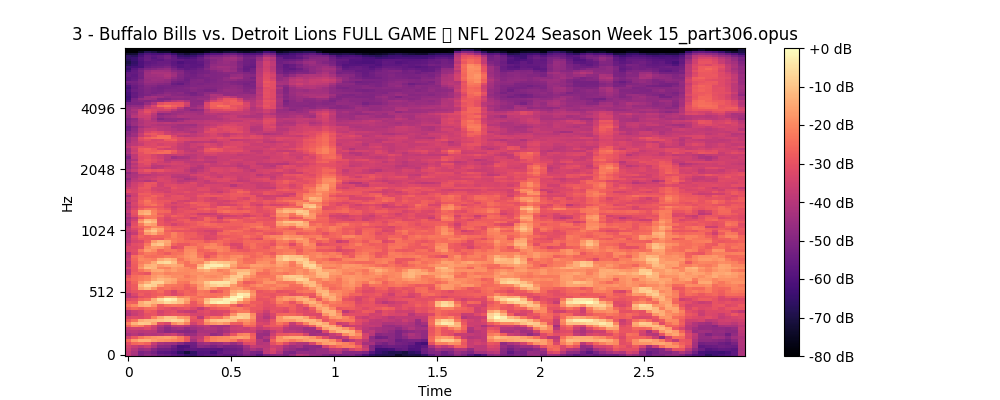 3 - Buffalo Bills vs. Detroit Lions FULL GAME ▯ NFL 2024 Season Week 15_part306.opus
Hz
4096
2048
1024
512
0
0 0.5 1 1.5 2 2.5
Time
+0 dB
-10 dB
-20 dB
-30 dB
-40 dB
-50 dB
-60 dB
-70 dB
-80 dB